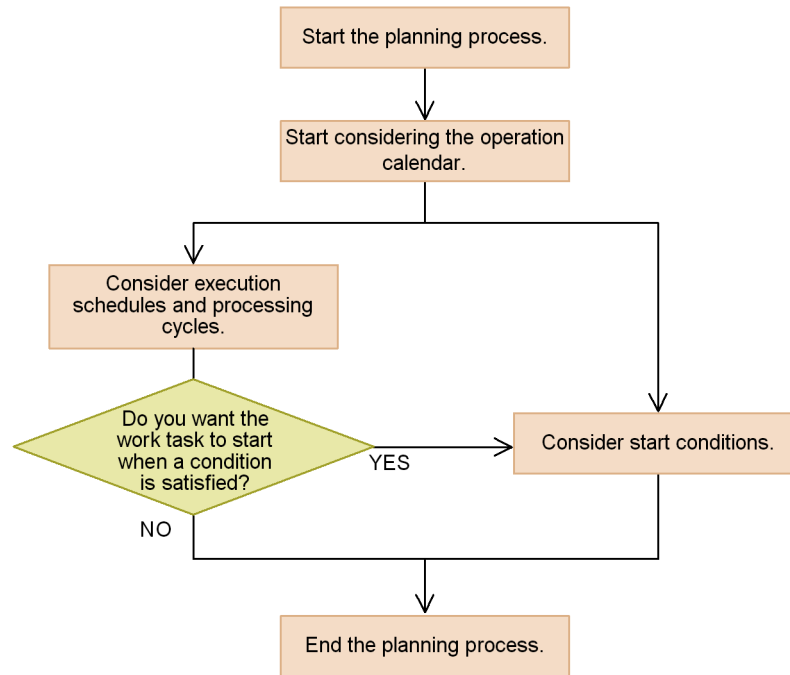 Start the planning process.
Start considering the operation
calendar.
Consider execution
schedules and processing
cycles.
Do you want the
work task to start
when a condition
is satisfied?
YES
Consider start conditions.
NO
End the planning process.